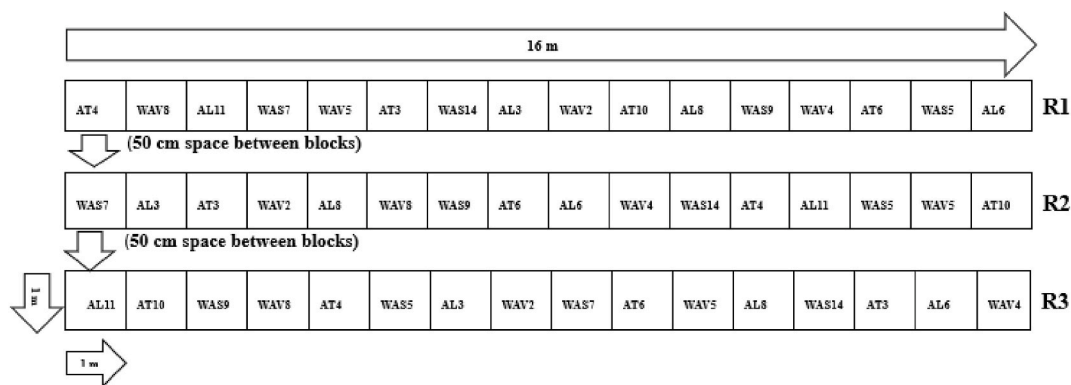 16 m
AT4 WAV8 AL11 WAS7 WAV5 AT3 WAS14 AL3 WAV2 AT10 AL8 WAS9 WAV4 AT6 WAS5 AL6 R1
(50 cm space between blocks)
WAS7 AL3 AT3 WAV2 AL8 WAV8 WAS9 AT6 AL6 WAV4 WAS14 AT4 AL11 WAS5 WAV5 AT10 R2
(50 cm space between blocks)
1 m
AL11 AT10 WAS9 WAV8 AT4 WAS5 AL3 WAV2 WAS7 AT6 WAV5 AL8 WAS14 AT3 AL6 WAV4 R3
1 m